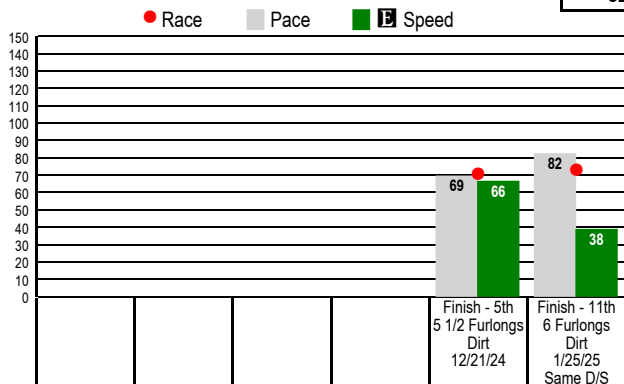 Race Pace E Speed
150
140
130
120
110
100
90
80
70
60
50
40
30
20
10
0
69 66 82 38
Finish - 5th
5 1/2 Furlongs
Dirt
12/21/24
Finish - 11th
6 Furlongs
Dirt
1/25/25
Same D/S